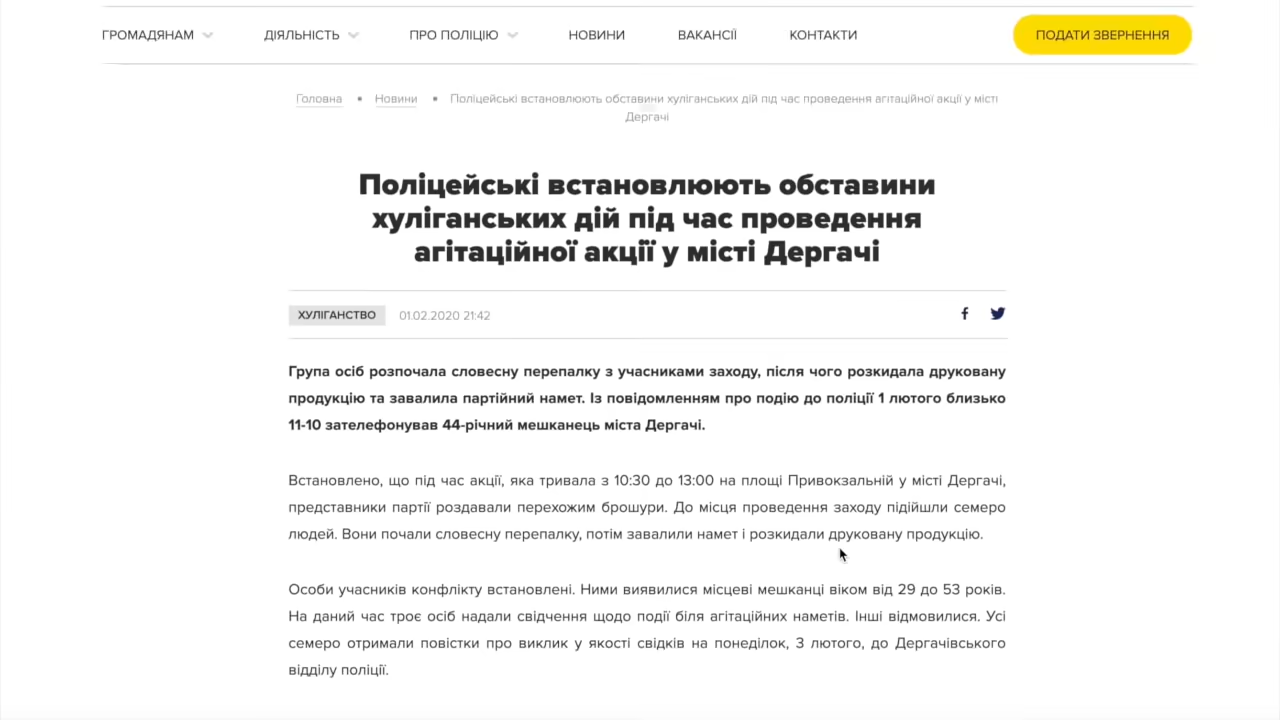 ГРОМАДЯНАМ ДІЯЛЬНІСТЬ ПРО ПОЛІЦІЮ НОВИНИ ВАКАНСІЇ КОНТАКТИ ПОДАТИ ЗВЕРНЕННЯ
Головна • Новини • Поліцейські встановлюють обставини хуліганських дій під час проведення агітаційної акції у місті
Дергачі
Поліцейські встановлюють обставини
хуліганських дій під час проведення
агітаційної акції у місті Дергачі
ХУЛІГАНСТВО 01.02.2020 21:42
Група осіб розпочала словесну перепалку з учасниками заходу, після чого розкидала друковану
продукцію та завалила партійний намет. Із повідомленням про подію до поліції 1 лютого близько
11-10 зателефонував 44-річний мешканець міста Дергачі.
Встановлено, що під час акції, яка тривала з 10:30 до 13:00 на площі Привокзальній у місті Дергачі,
представники партії роздавали перехожим брошури. До місця проведення заходу підійшли семеро
людей. Вони почали словесну перепалку, потім завалили намет і розкидали друковану продукцію.
Особи учасників конфлікту встановлені. Ними виявилися місцеві мешканці віком від 29 до 53 років.
На даний час троє осіб надали свідчення щодо події біля агітаційних наметів. Інші відмовилися. Усі
семеро отримали повістки про виклик у якості свідків на понеділок, 3 лютого, до Дергачівського
відділу поліції.